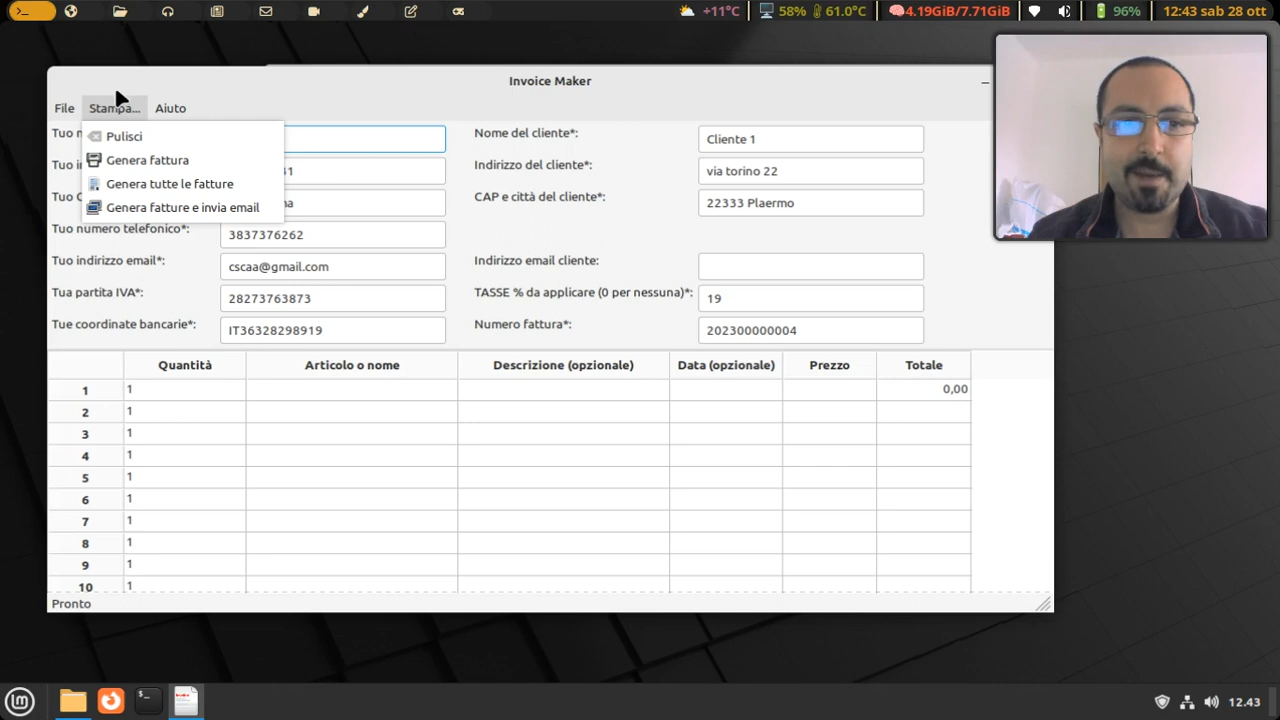 +11°C
58%
61.0°C
4.19GiB/7.71GiB
96%
12:43 sab 28 ott
Invoice Maker
File
Stampa...
Aiuto
Pulisci
Genera fattura
Genera tutte le fatture
Genera fatture e invia email
Nome del cliente*:
Cliente 1
Indirizzo del cliente*:
via torino 22
CAP e città del cliente*:
22333 Plaermo
Tuo numero telefonico*:
3837376262
Tuo indirizzo email*:
cscaa@gmail.com
Indirizzo email cliente:
Tua partita IVA*:
28273763873
TASSE % da applicare (0 per nessuna)*:
19
Tue coordinate bancarie*:
IT36328298919
Numero fattura*:
202300000004
Quantità
Articolo o nome
Descrizione (opzionale)
Data (opzionale)
Prezzo
Totale
1 1 0,00
2 1
3 1
4 1
5 1
6 1
7 1
8 1
9 1
10 1
Pronto
12.43